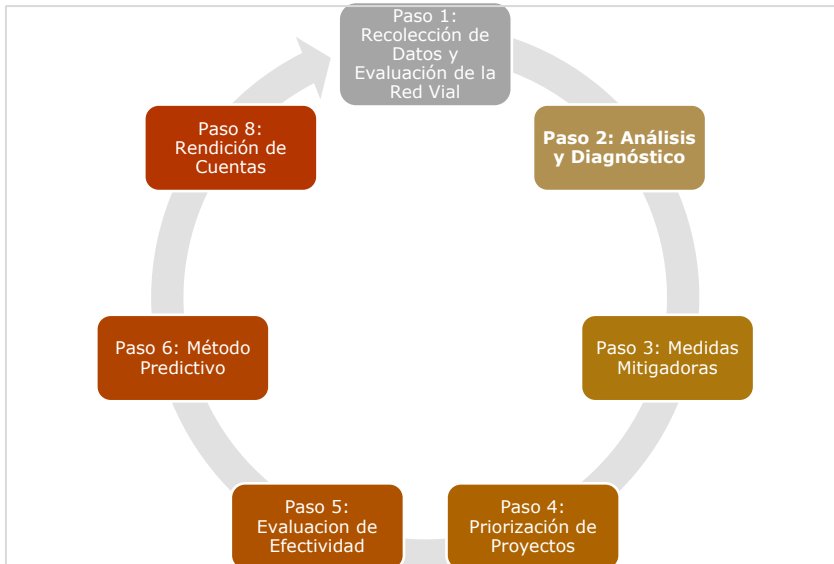 Paso 1:
Recolección de
Datos y
Evaluación de la
Red Vial
Paso 2: Análisis
y Diagnóstico
Paso 3: Medidas
Mitigadoras
Paso 4:
Priorización de
Proyectos
Paso 5:
Evaluacion de
Efectividad
Paso 6: Método
Predictivo
Paso 8:
Rendición de
Cuentas